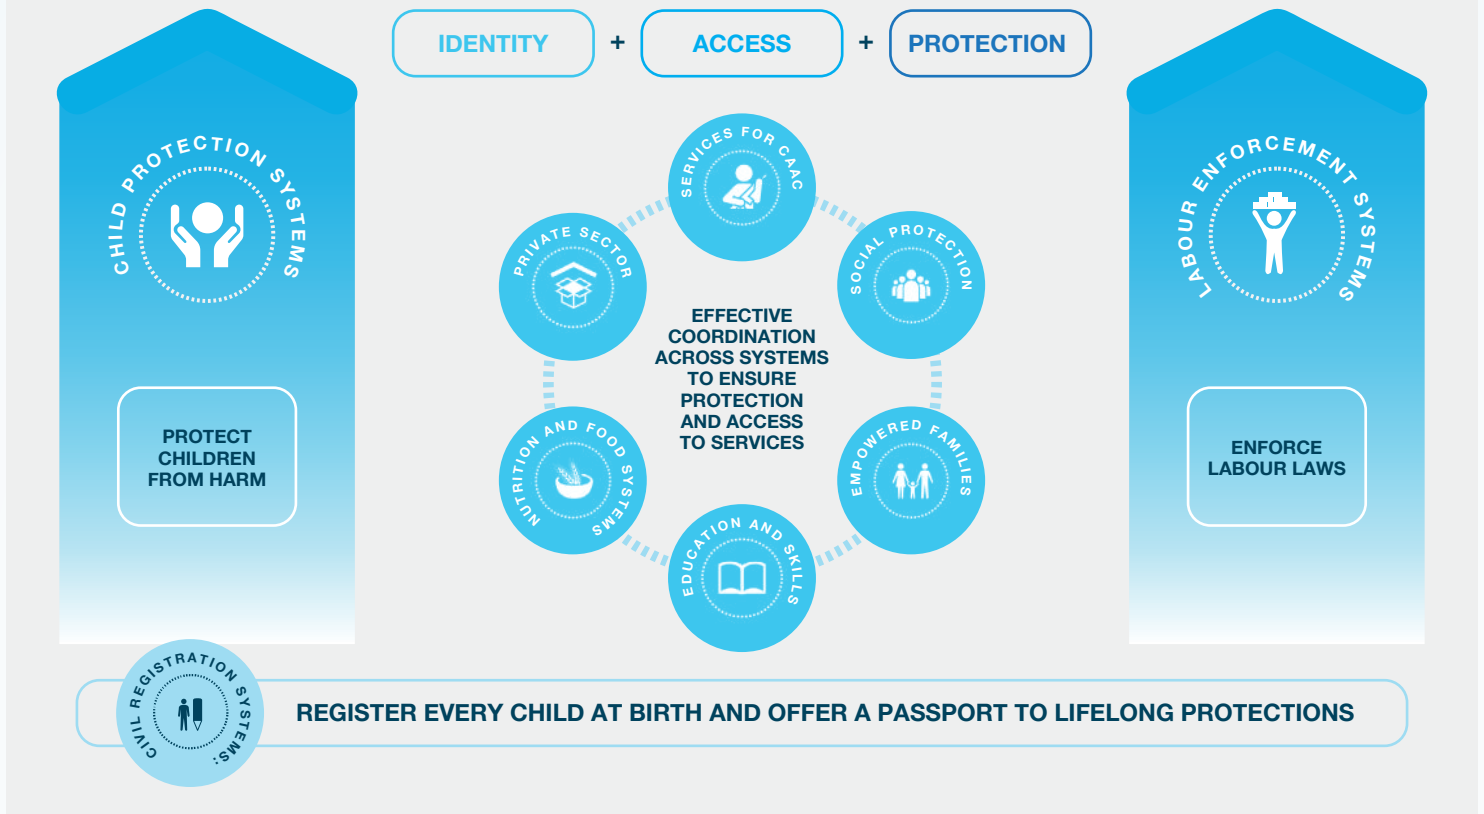 IDENTITY + ACCESS + PROTECTION
CHILD PROTECTION SYSTEMS
PROTECT
CHILDREN
FROM HARM
SERVICES FOR CAAC
SOCIAL PROTECTION
EMPOWERED FAMILIES
EDUCATION AND SKILLS
NUTRITION AND FOOD SYSTEMS
PRIVATE SECTOR
EFFECTIVE
COORDINATION
ACROSS SYSTEMS
TO ENSURE
PROTECTION
AND ACCESS
TO SERVICES
LABOUR ENFORCEMENT SYSTEMS
ENFORCE
LABOUR LAWS
CIVIL REGISTRATION SYSTEMS:
REGISTER EVERY CHILD AT BIRTH AND OFFER A PASSPORT TO LIFELONG PROTECTIONS